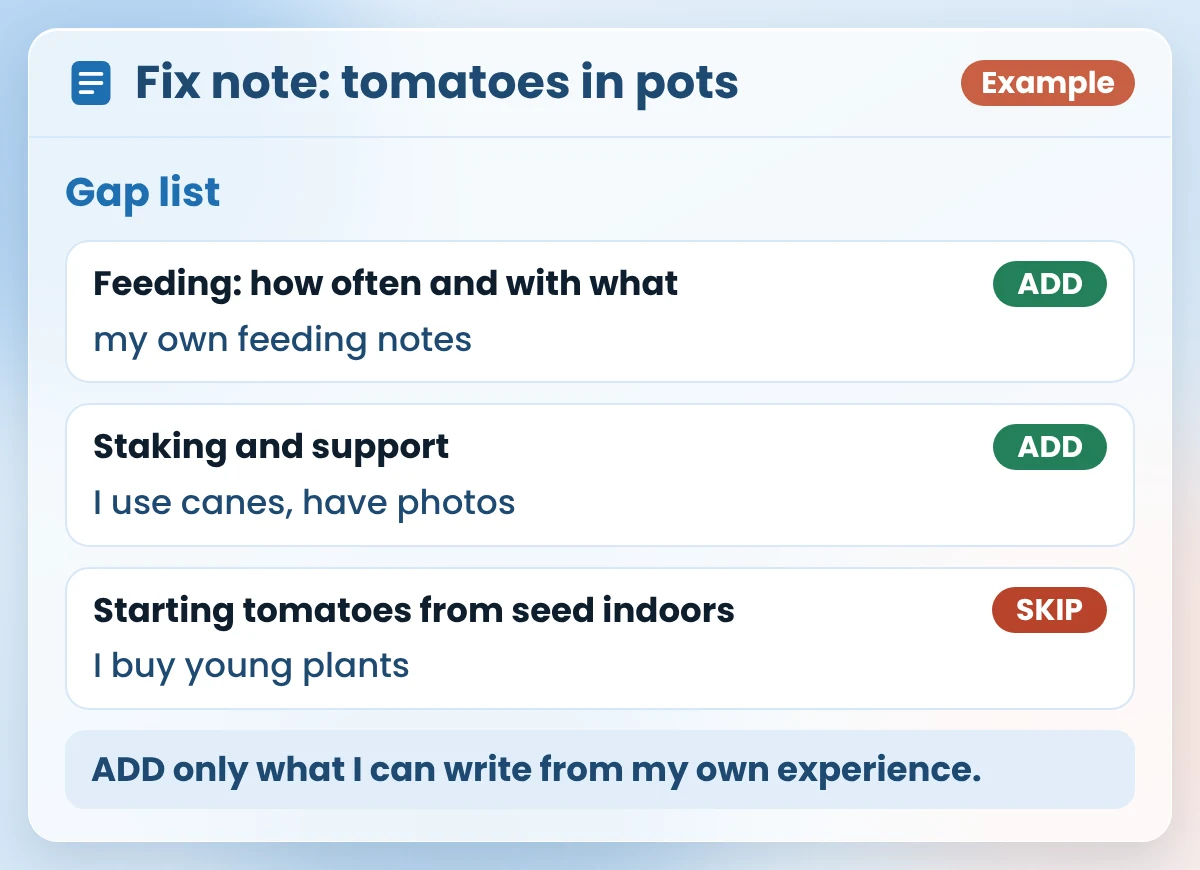 Fix note: tomatoes in pots
Example
Gap list
Feeding: how often and with what
ADD
my own feeding notes
Staking and support
ADD
I use canes, have photos
Starting tomatoes from seed indoors
SKIP
I buy young plants
ADD only what I can write from my own experience.